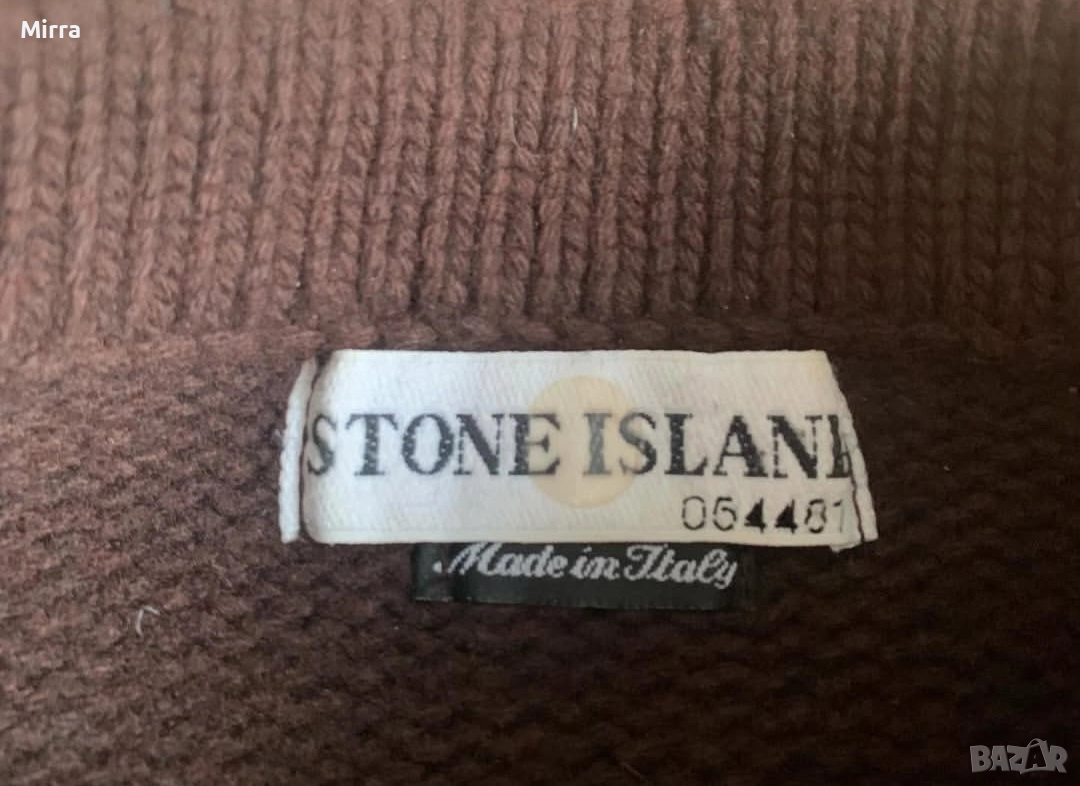 Mirra
STONE ISLAND
054481
Made in Italy
BAZAR